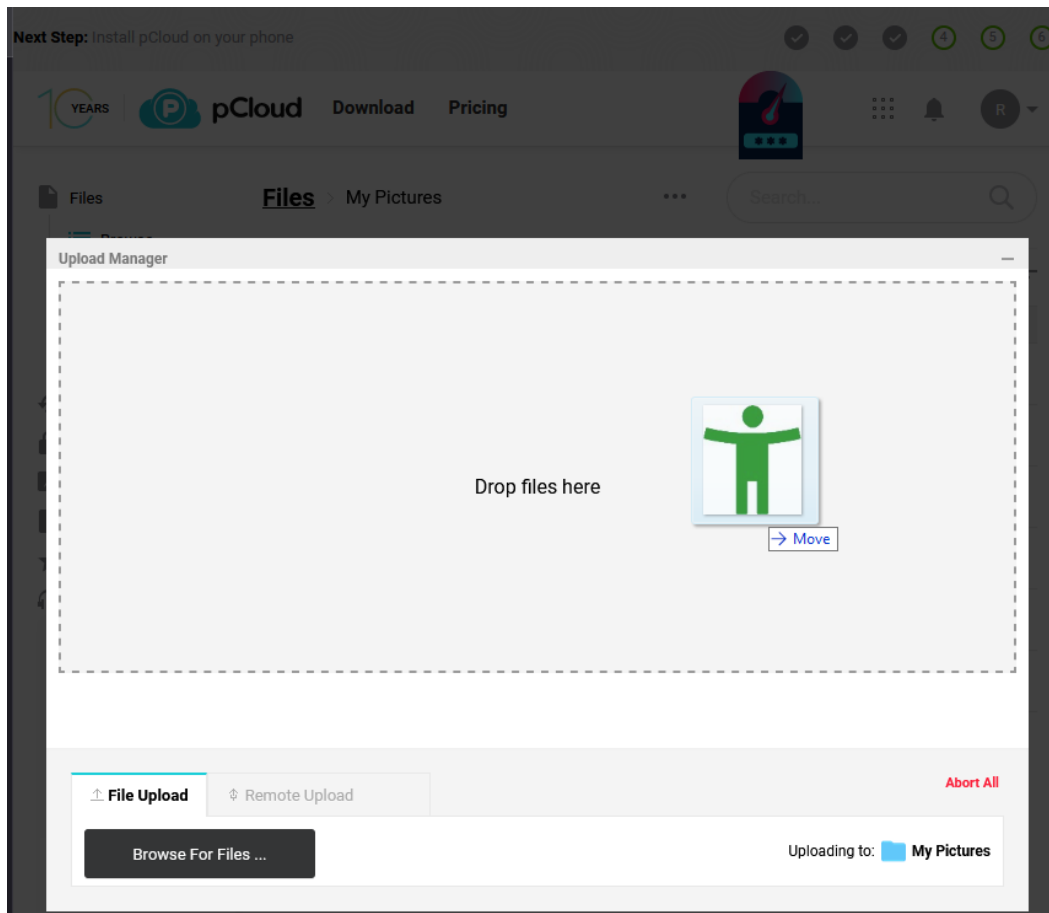 Next Step: Install pCloud on your phone
4 5 6
10 YEARS pCloud Download Pricing
R
Files Files > My Pictures ... Search...
Browse
Upload Manager
Drop files here
→ Move
File Upload Remote Upload Abort All
Browse For Files ... Uploading to: My Pictures